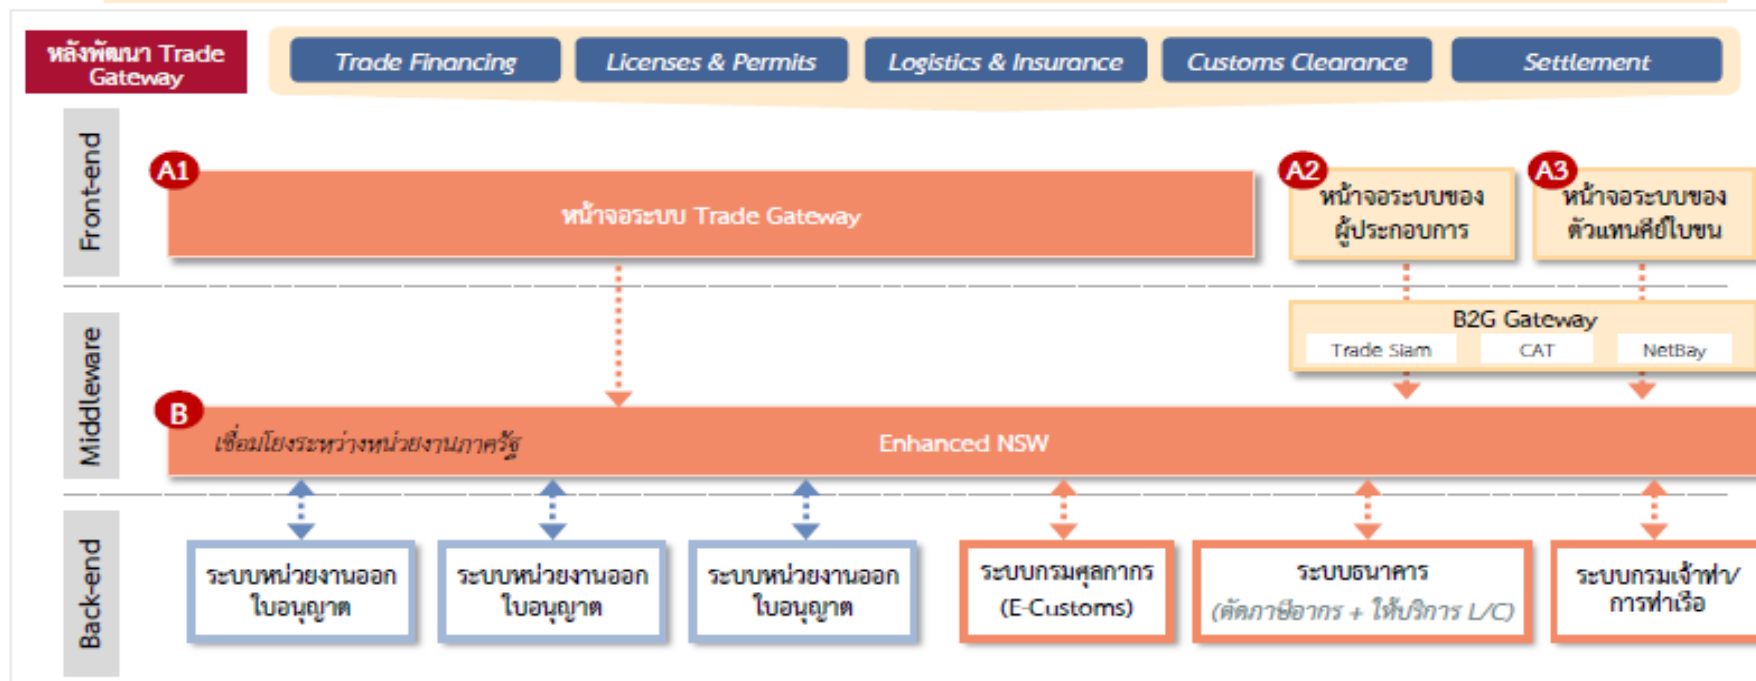 หลังพัฒนา Trade
Gateway
Trade Financing
Licenses & Permits
Logistics & Insurance
Customs Clearance
Settlement
Front-end
A1
หน้าจอระบบ Trade Gateway
A2
หน้าจอระบบของ
ผู้ประกอบการ
A3
หน้าจอระบบของ
ตัวแทนคีย์ใบขน
Middleware
B2G Gateway
Trade Siam
CAT
NetBay
B
เชื่อมโยงระหว่างหน่วยงานภาครัฐ
Enhanced NSW
Back-end
ระบบหน่วยงานออก
ใบอนุญาต
ระบบหน่วยงานออก
ใบอนุญาต
ระบบหน่วยงานออก
ใบอนุญาต
ระบบกรมศุลกากร
(E-Customs)
ระบบธนาคาร
(ตัดภาษีอากร + ให้บริการ L/C)
ระบบกรมเจ้าท่า/
การท่าเรือ